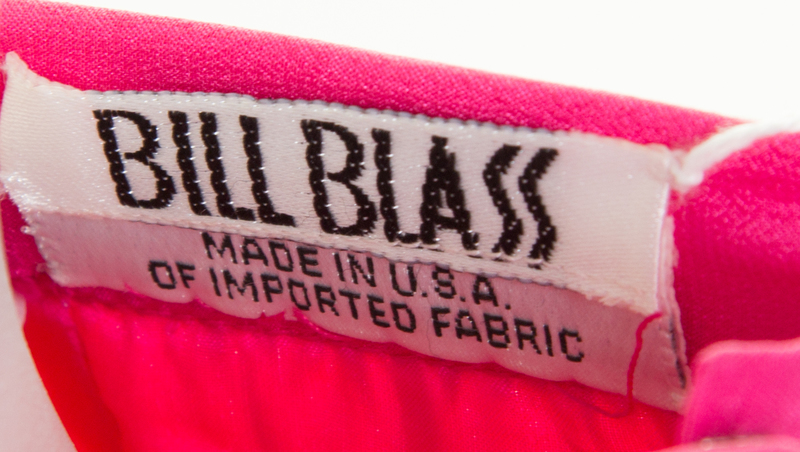 BILL BLASS
MADE IN U.S.A.
OF IMPORTED FABRIC